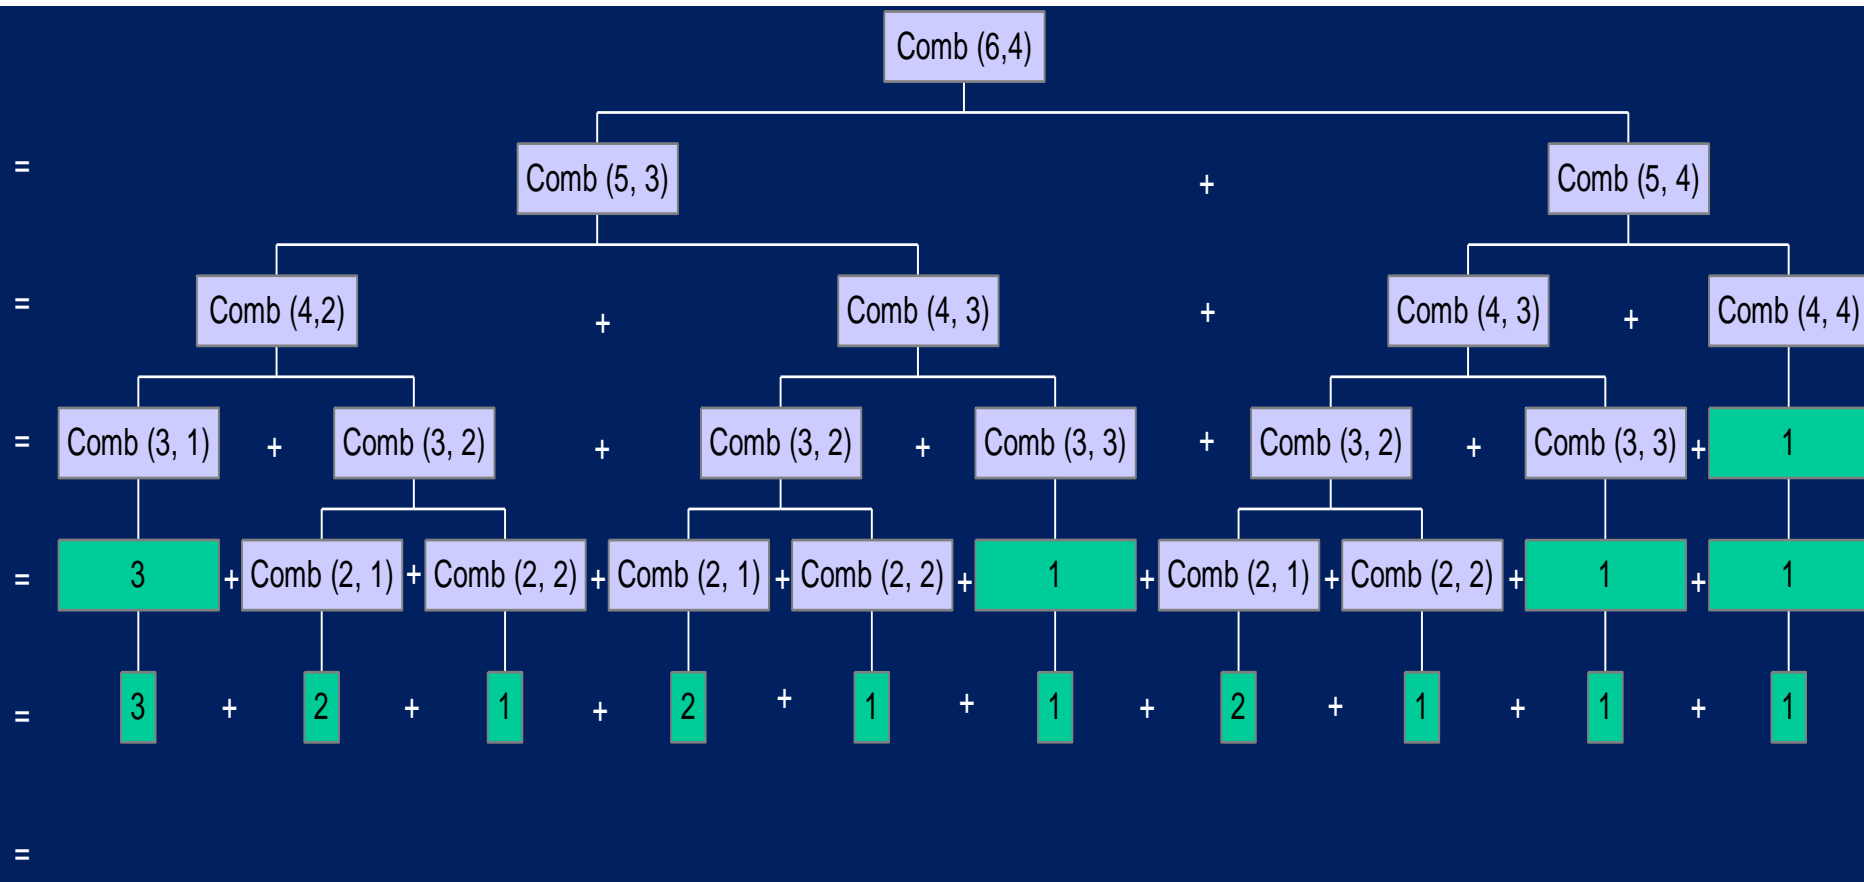 Comb (6,4)
= Comb (5, 3) + Comb (5, 4)
= Comb (4,2) + Comb (4, 3) + Comb (4, 3) + Comb (4, 4)
= Comb (3, 1) + Comb (3, 2) + Comb (3, 2) + Comb (3, 3) + Comb (3, 2) + Comb (3, 3) + 1
= 3 + Comb (2, 1) + Comb (2, 2) + Comb (2, 1) + Comb (2, 2) + 1 + Comb (2, 1) + Comb (2, 2) + 1 + 1
= 3 + 2 + 1 + 2 + 1 + 1 + 2 + 1 + 1 + 1
=